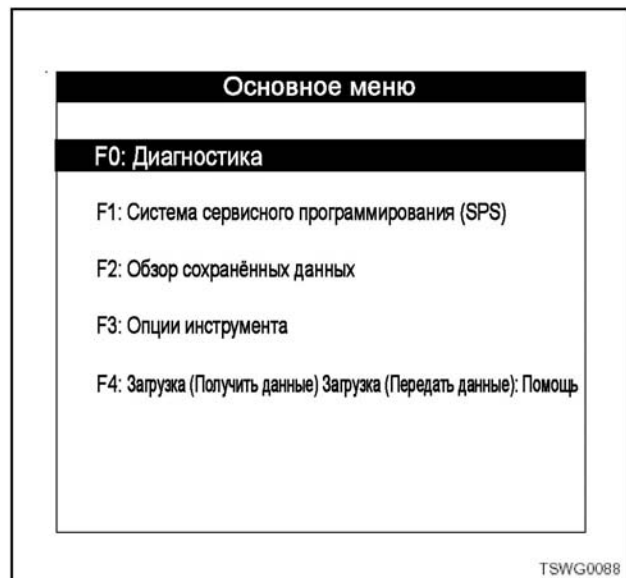 Основное меню
F0: Диагностика
F1: Система сервисного программирования (SPS)
F2: Обзор сохранённых данных
F3: Опции инструмента
F4: Загрузка (Получить данные) Загрузка (Передать данные): Помощь
TSWG0088